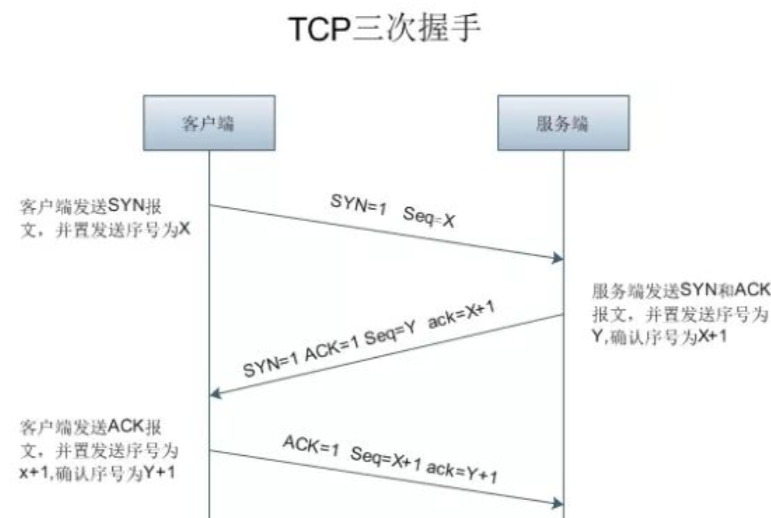 TCP三次握手
客户端
服务端
客户端发送SYN报
文，并置发送序号为X
SYN=1 Seq=X
服务端发送SYN和ACK
报文，并置发送序号为
Y,确认序号为X+1
SYN=1 ACK=1 Seq=Y ack=X+1
客户端发送ACK报
文，并置发送序号为
x+1,确认序号为Y+1
ACK=1 Seq=X+1 ack=Y+1